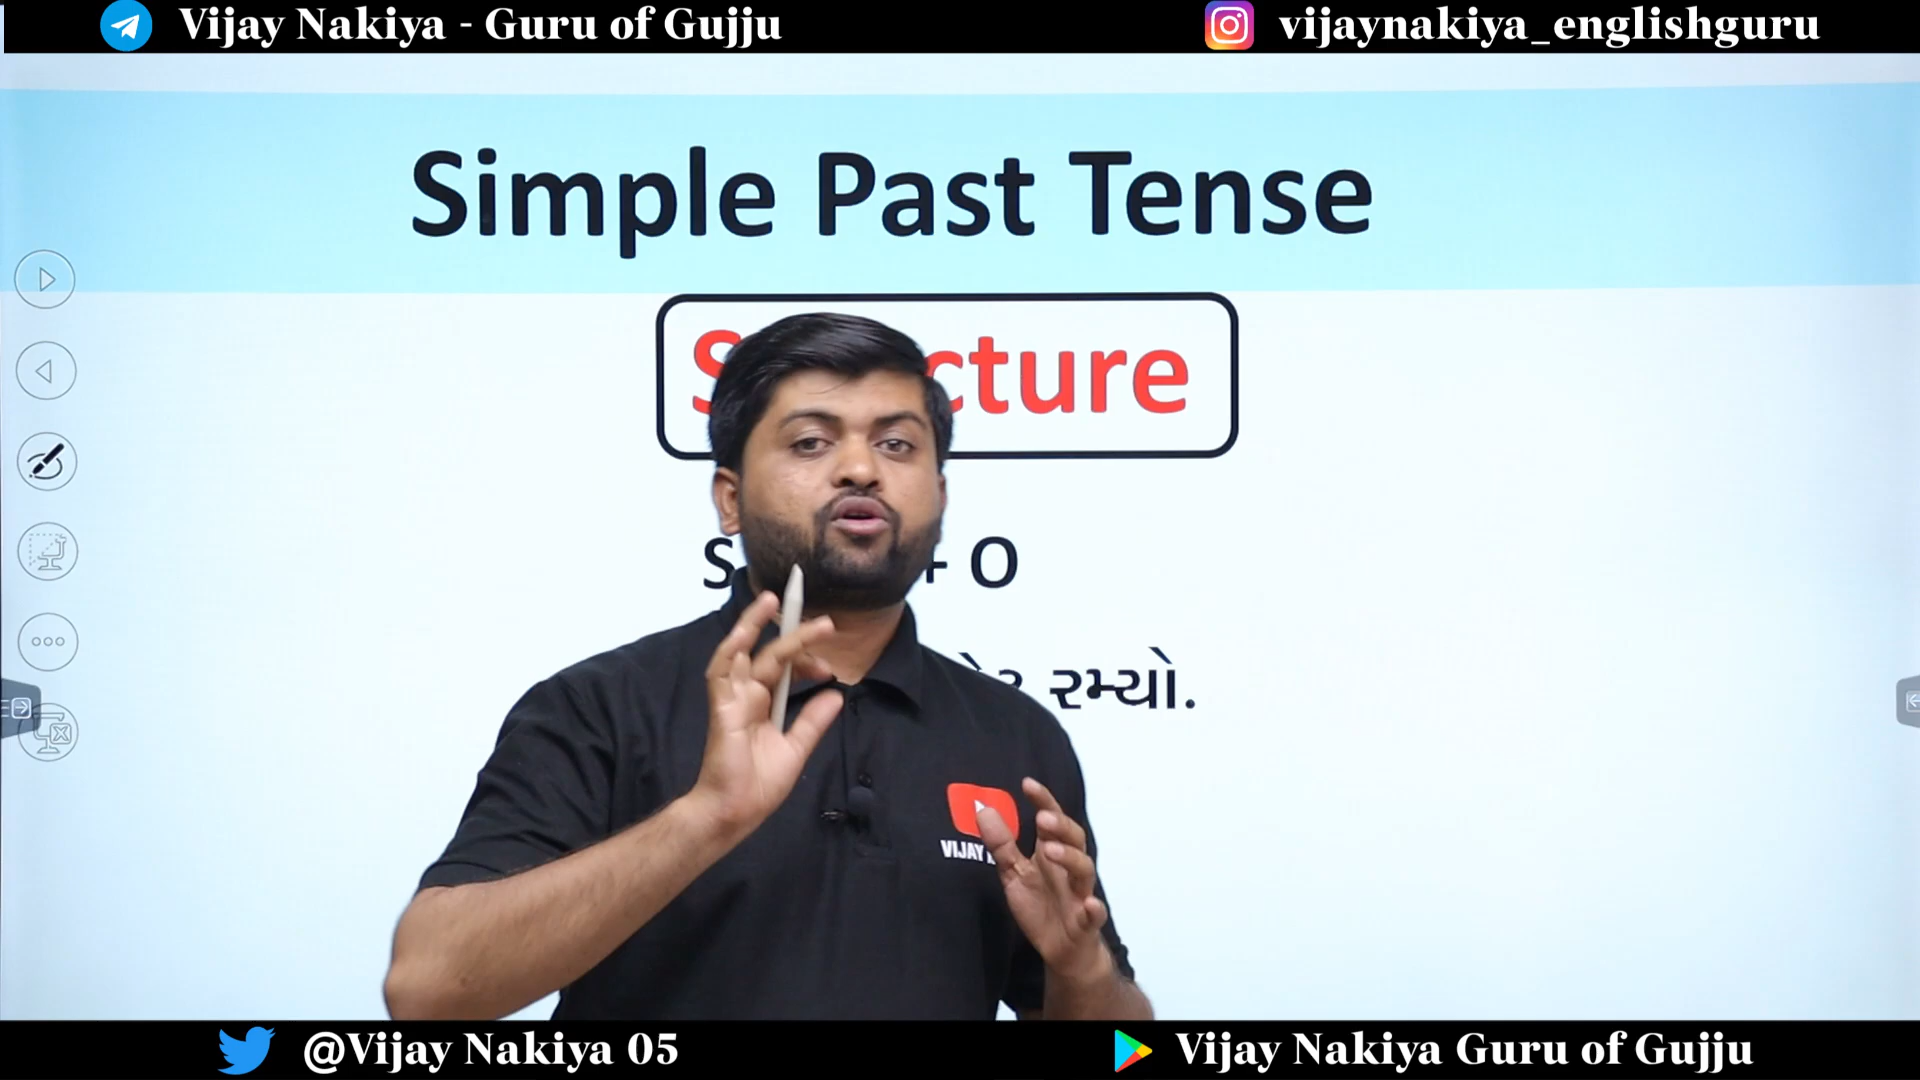 Vijay Nakiya - Guru of Gujju
vijaynakiya_englishguru
Simple Past Tense
S cture
S + O
રમ્યો.
VIJAY
@Vijay Nakiya 05
Vijay Nakiya Guru of Gujju